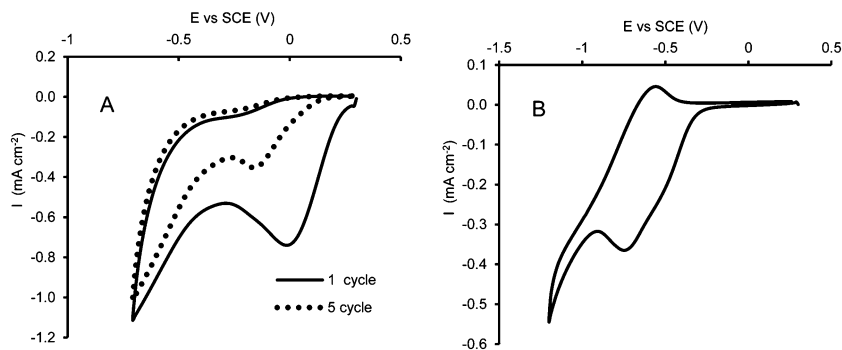 E vs SCE (V)
-1 -0.5 0 0.5
0.2
0.0
-0.2
-0.4
-0.6
-0.8
-1.0
-1.2
I (mA cm-2)
A
1 cycle
5 cycle
E vs SCE (V)
-1.5 -1 -0.5 0 0.5
0.1
0.0
-0.1
-0.2
-0.3
-0.4
-0.5
-0.6
I (mA cm-2)
B